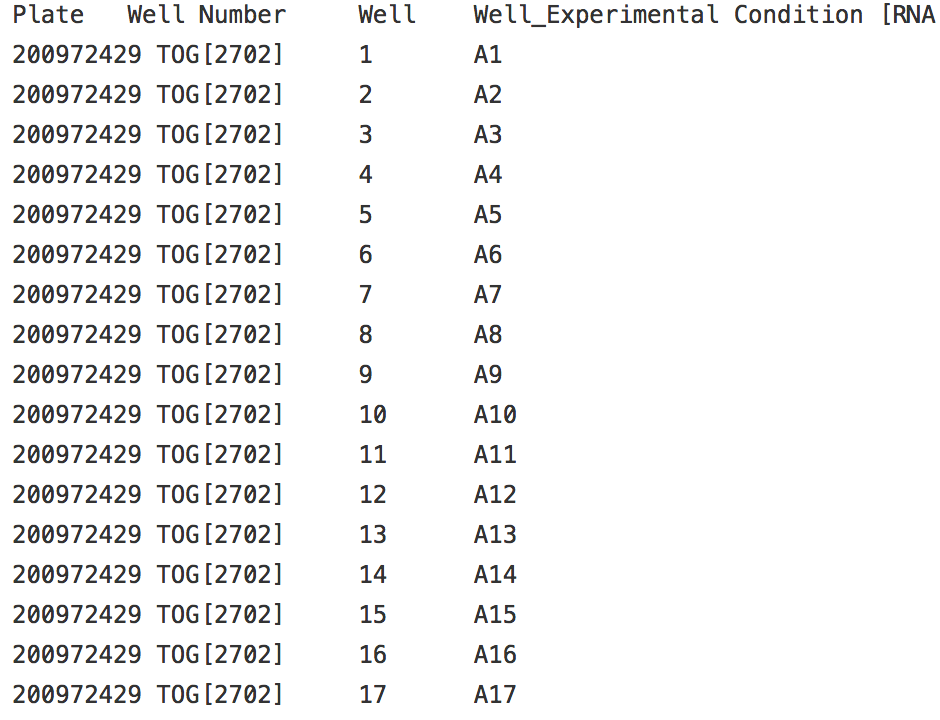 Plate Well Number Well Well_Experimental Condition [RNA
200972429 TOG[2702] 1 A1
200972429 TOG[2702] 2 A2
200972429 TOG[2702] 3 A3
200972429 TOG[2702] 4 A4
200972429 TOG[2702] 5 A5
200972429 TOG[2702] 6 A6
200972429 TOG[2702] 7 A7
200972429 TOG[2702] 8 A8
200972429 TOG[2702] 9 A9
200972429 TOG[2702] 10 A10
200972429 TOG[2702] 11 A11
200972429 TOG[2702] 12 A12
200972429 TOG[2702] 13 A13
200972429 TOG[2702] 14 A14
200972429 TOG[2702] 15 A15
200972429 TOG[2702] 16 A16
200972429 TOG[2702] 17 A17